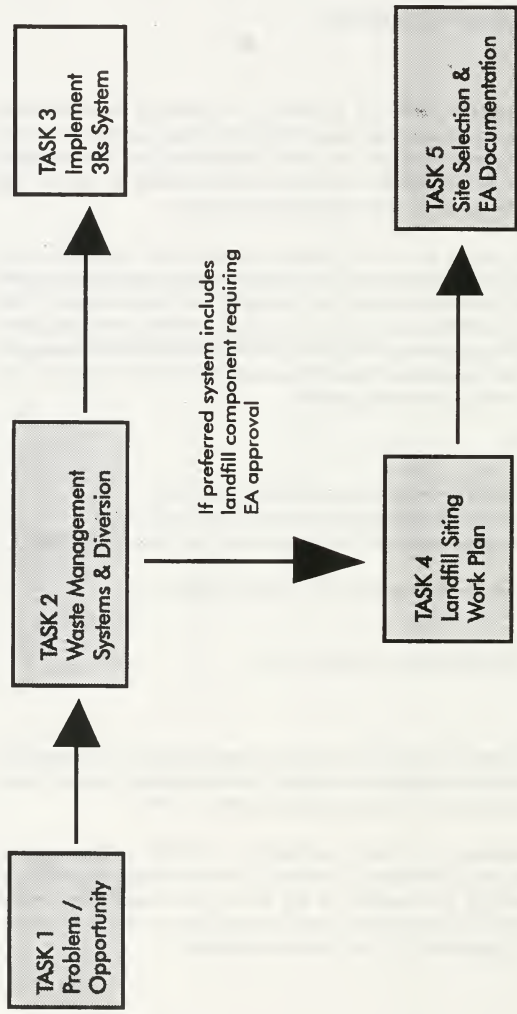 TASK 1
Problem /
Opportunity
TASK 2
Waste Management
Systems & Diversion
TASK 3
Implement
3Rs System
If preferred system includes
landfill component requiring
EA approval
TASK 4
Landfill Siting
Work Plan
TASK 5
Site Selection &
EA Documentation